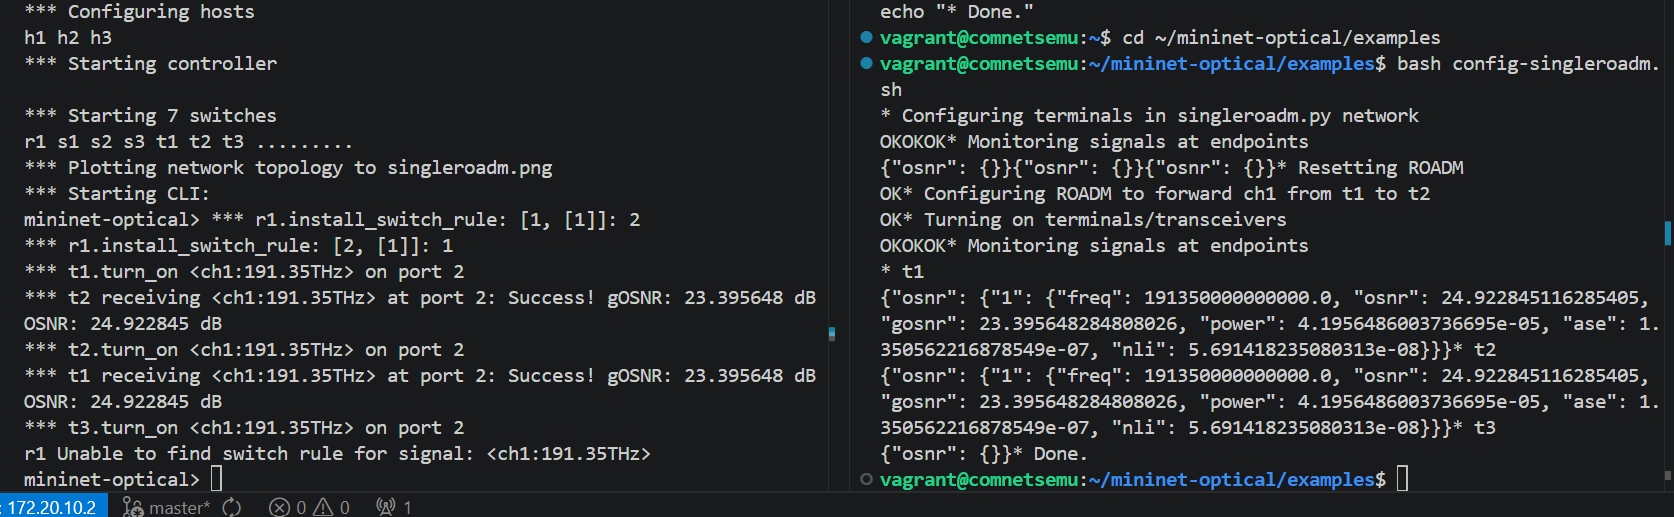 *** Configuring hosts
h1 h2 h3
*** Starting controller
*** Starting 7 switches
r1 s1 s2 s3 t1 t2 t3 .........
*** Plotting network topology to singleroadm.png
*** Starting CLI:
mininet-optical> *** r1.install_switch_rule: [1, [1]]: 2
*** r1.install_switch_rule: [2, [1]]: 1
*** t1.turn_on <ch1:191.35THz> on port 2
*** t2 receiving <ch1:191.35THz> at port 2: Success! gOSNR: 23.395648 dB
OSNR: 24.922845 dB
*** t2.turn_on <ch1:191.35THz> on port 2
*** t1 receiving <ch1:191.35THz> at port 2: Success! gOSNR: 23.395648 dB
OSNR: 24.922845 dB
*** t3.turn_on <ch1:191.35THz> on port 2
r1 Unable to find switch rule for signal: <ch1:191.35THz>
mininet-optical>
echo "* Done."
vagrant@comnetsemu:~$ cd ~/mininet-optical/examples
vagrant@comnetsemu:~/mininet-optical/examples$ bash config-singleroadm.
sh
* Configuring terminals in singleroadm.py network
OKOKOK* Monitoring signals at endpoints
{"osnr": {}}{"osnr": {}}{"osnr": {}}* Resetting ROADM
OK* Configuring ROADM to forward ch1 from t1 to t2
OK* Turning on terminals/transceivers
OKOKOK* Monitoring signals at endpoints
* t1
{"osnr": {"1": {"freq": 191350000000000.0, "osnr": 24.922845116285405,
"gosnr": 23.395648284808026, "power": 4.1956486003736695e-05, "ase": 1.
350562216878549e-07, "nli": 5.691418235080313e-08}}}* t2
{"osnr": {"1": {"freq": 191350000000000.0, "osnr": 24.922845116285405,
"gosnr": 23.395648284808026, "power": 4.1956486003736695e-05, "ase": 1.
350562216878549e-07, "nli": 5.691418235080313e-08}}}* t3
{"osnr": {}}* Done.
vagrant@comnetsemu:~/mininet-optical/examples$
: 172.20.10.2 master* 0 0 1